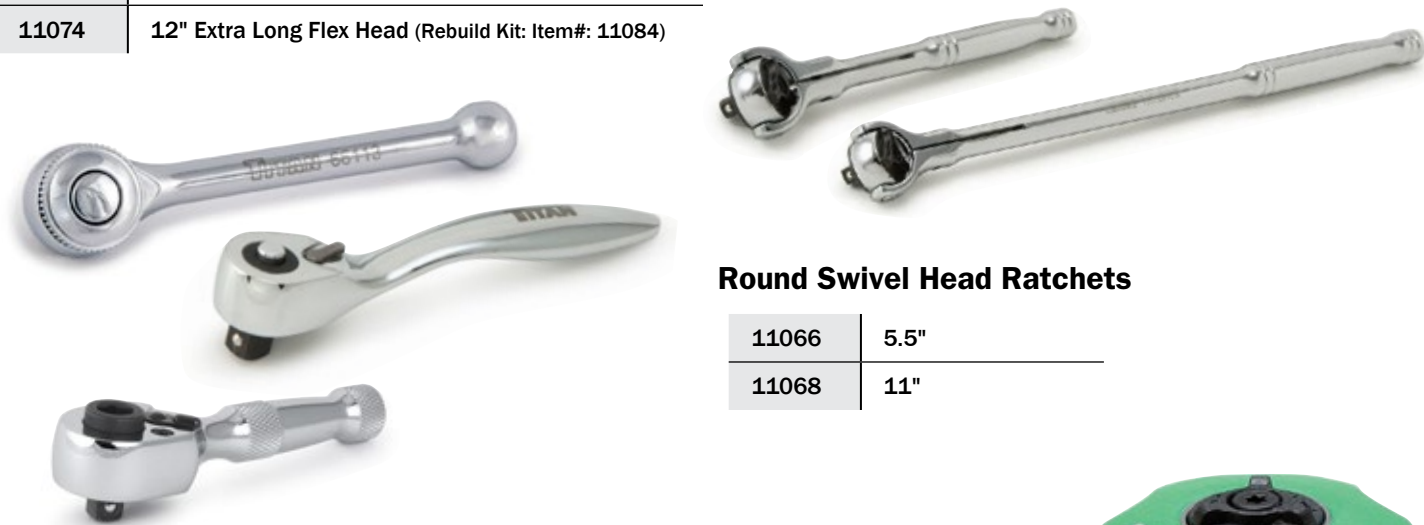 11074 12" Extra Long Flex Head (Rebuild Kit: Item#: 11084)
TITAN
Round Swivel Head Ratchets
11066 5.5"
11068 11"